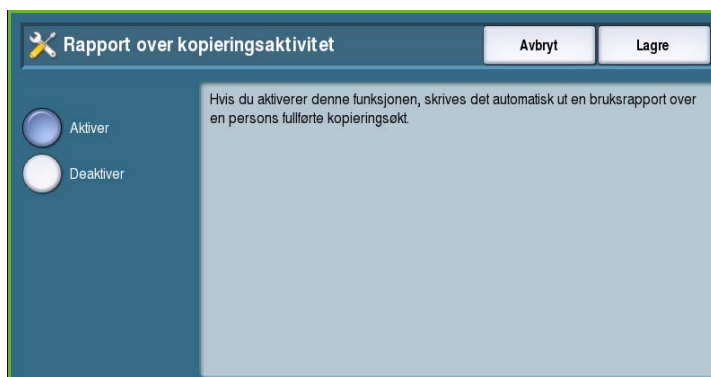 Rapport over kopieringsaktivitet
Avbryt
Lagre
Aktiver
Deaktiver
Hvis du aktiverer denne funksjonen, skrives det automatisk ut en bruksrapport over
en persons fullførte kopieringsøkt.